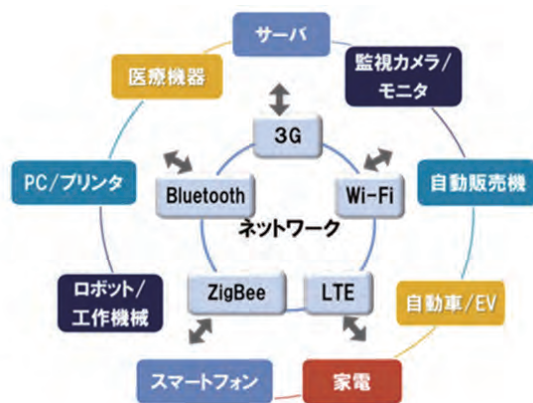 サーバ
監視カメラ/
モニタ
医療機器
3G
PC/プリンタ
Bluetooth
Wi-Fi
自動販売機
ネットワーク
ロボット/
工作機械
ZigBee
LTE
自動車/EV
スマートフォン
家電